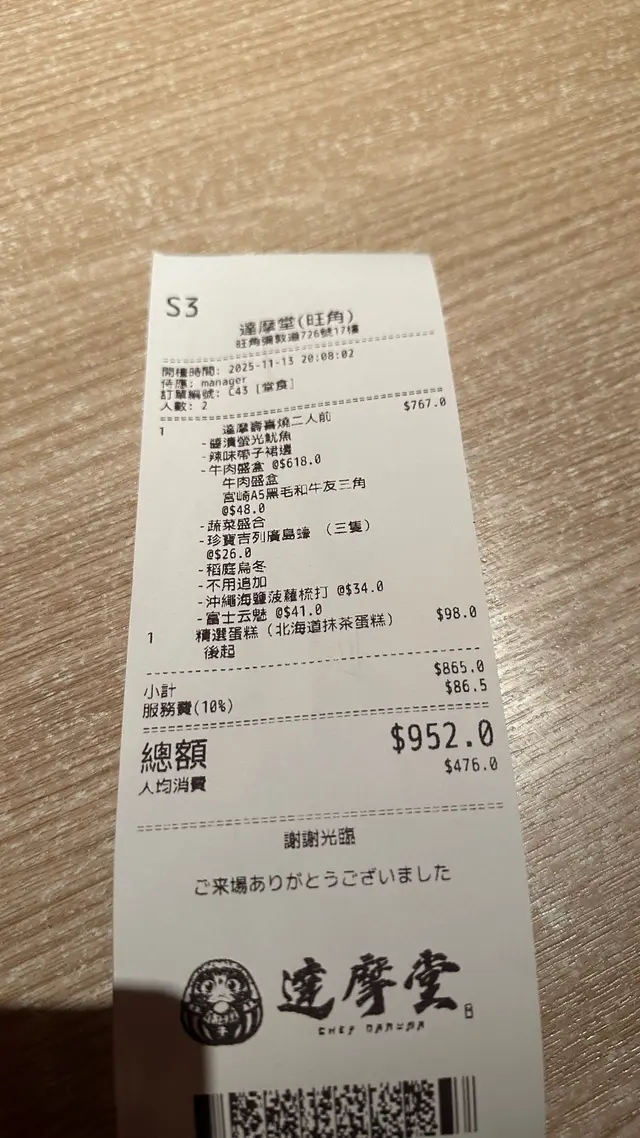 S3
達摩堂(旺角)
旺角彌敦道726號17樓
開檯時間: 2025-11-13 20:08:02
侍應: manager
訂單編號: C43 [堂食]
人數: 2
1 達摩壽喜燒二人前 $767.0
-醬漬螢光魷魚
-辣味帶子裙邊
-牛肉盛盒 @$618.0
牛肉盛盒
宮崎A5黑毛和牛友三角
@$48.0
-蔬菜盛合
-珍寶吉列廣島蠔 (三隻)
@$26.0
-稻庭烏冬
-不用追加
-沖繩海鹽波蘿梳打 @$34.0
-富士云魅 @$41.0
1 精選蛋糕 (北海道抹茶蛋糕) $98.0
後起
小計 $865.0
服務費(10%) $86.5
總額 $952.0
人均消費 $476.0
謝謝光臨
ご来場ありがとうございました
達摩堂
CHEF DARUMA